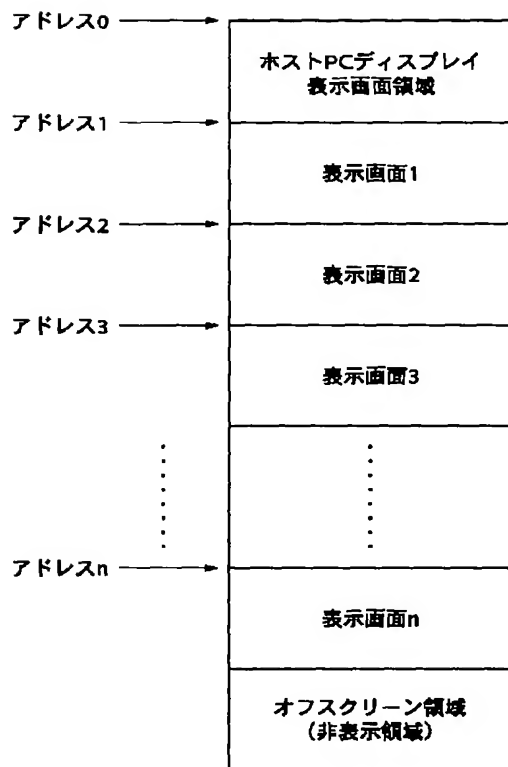 アドレス0
ホストPCディスプレイ
表示画面領域
アドレス1
表示画面1
アドレス2
表示画面2
アドレス3
表示画面3
アドレスn
表示画面n
オフスクリーン領域
(非表示領域)